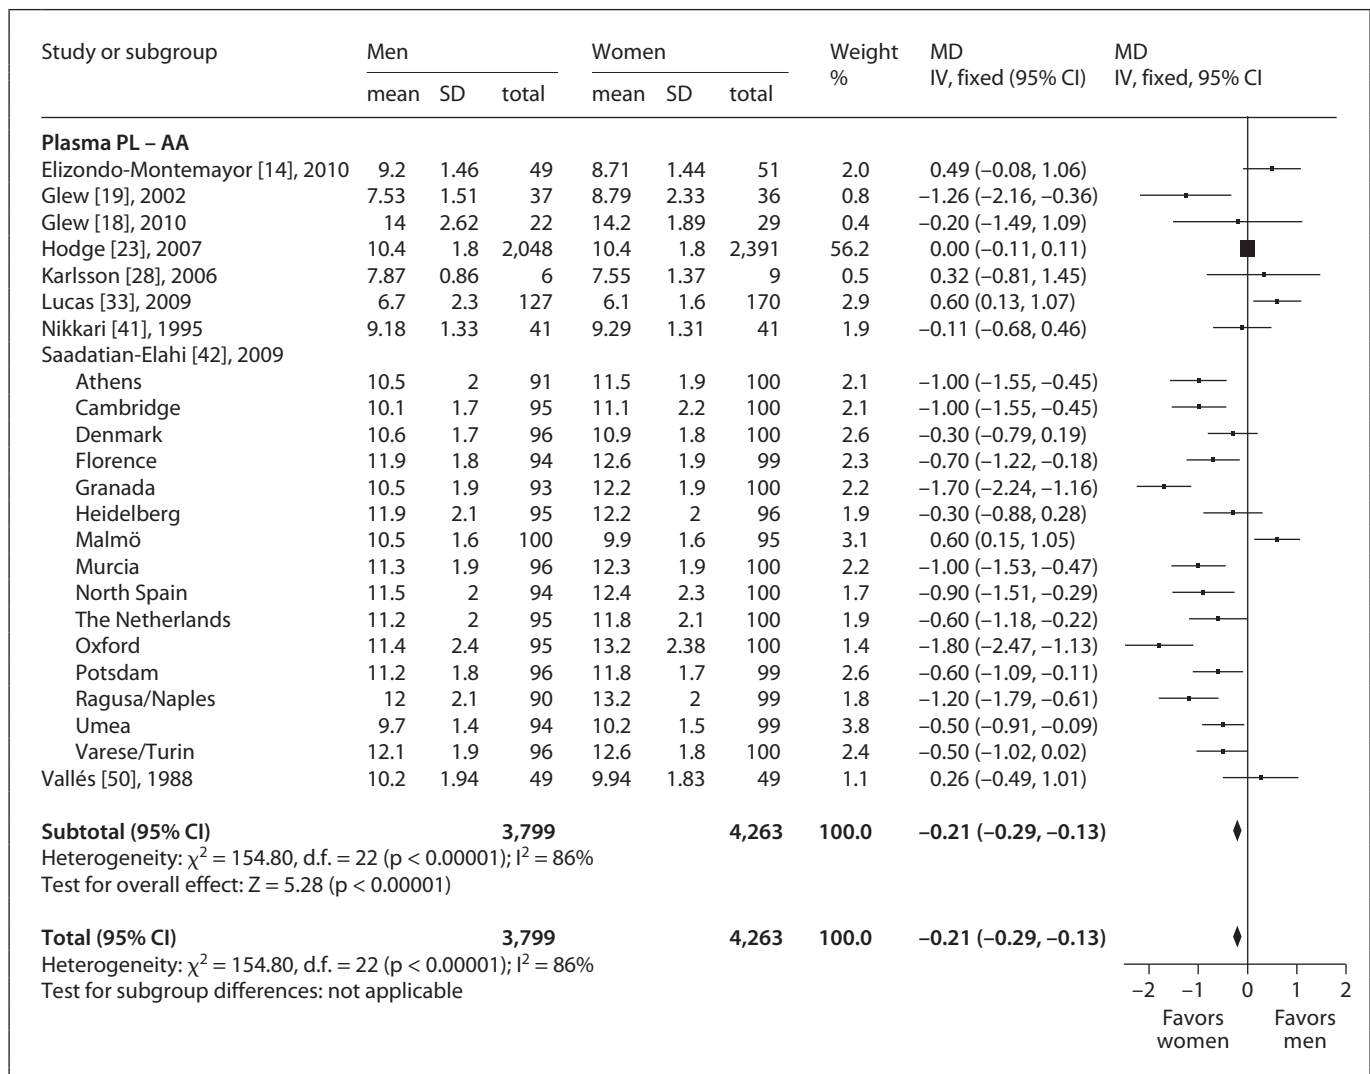 Study or subgroup Men Women Weight MD MD
% IV, fixed (95% CI) IV, fixed, 95% CI
mean SD total mean SD total
Plasma PL – AA
Elizondo-Montemayor [14], 2010 9.2 1.46 49 8.71 1.44 51 2.0 0.49 (–0.08, 1.06)
Glew [19], 2002 7.53 1.51 37 8.79 2.33 36 0.8 –1.26 (–2.16, –0.36)
Glew [18], 2010 14 2.62 22 14.2 1.89 29 0.4 –0.20 (–1.49, 1.09)
Hodge [23], 2007 10.4 1.8 2,048 10.4 1.8 2,391 56.2 0.00 (–0.11, 0.11)
Karlsson [28], 2006 7.87 0.86 6 7.55 1.37 9 0.5 0.32 (–0.81, 1.45)
Lucas [33], 2009 6.7 2.3 127 6.1 1.6 170 2.9 0.60 (0.13, 1.07)
Nikkari [41], 1995 9.18 1.33 41 9.29 1.31 41 1.9 –0.11 (–0.68, 0.46)
Saadatian-Elahi [42], 2009
Athens 10.5 2 91 11.5 1.9 100 2.1 –1.00 (–1.55, –0.45)
Cambridge 10.1 1.7 95 11.1 2.2 100 2.1 –1.00 (–1.55, –0.45)
Denmark 10.6 1.7 96 10.9 1.8 100 2.6 –0.30 (–0.79, 0.19)
Florence 11.9 1.8 94 12.6 1.9 99 2.3 –0.70 (–1.22, –0.18)
Granada 10.5 1.9 93 12.2 1.9 100 2.2 –1.70 (–2.24, –1.16)
Heidelberg 11.9 2.1 95 12.2 2 96 1.9 –0.30 (–0.88, 0.28)
Malmö 10.5 1.6 100 9.9 1.6 95 3.1 0.60 (0.15, 1.05)
Murcia 11.3 1.9 96 12.3 1.9 100 2.2 –1.00 (–1.53, –0.47)
North Spain 11.5 2 94 12.4 2.3 100 1.7 –0.90 (–1.51, –0.29)
The Netherlands 11.2 2 95 11.8 2.1 100 1.9 –0.60 (–1.18, –0.22)
Oxford 11.4 2.4 95 13.2 2.38 100 1.4 –1.80 (–2.47, –1.13)
Potsdam 11.2 1.8 96 11.8 1.7 99 2.6 –0.60 (–1.09, –0.11)
Ragusa/Naples 12 2.1 90 13.2 2 99 1.8 –1.20 (–1.79, –0.61)
Umea 9.7 1.4 94 10.2 1.5 99 3.8 –0.50 (–0.91, –0.09)
Varese/Turin 12.1 1.9 96 12.6 1.8 100 2.4 –0.50 (–1.02, 0.02)
Vallés [50], 1988 10.2 1.94 49 9.94 1.83 49 1.1 0.26 (–0.49, 1.01)
Subtotal (95% CI) 3,799 4,263 100.0 –0.21 (–0.29, –0.13)
Heterogeneity: χ² = 154.80, d.f. = 22 (p < 0.00001); I² = 86%
Test for overall effect: Z = 5.28 (p < 0.00001)
Total (95% CI) 3,799 4,263 100.0 –0.21 (–0.29, –0.13)
Heterogeneity: χ² = 154.80, d.f. = 22 (p < 0.00001); I² = 86%
Test for subgroup differences: not applicable
–2 –1 0 1 2
Favors Favors
women men